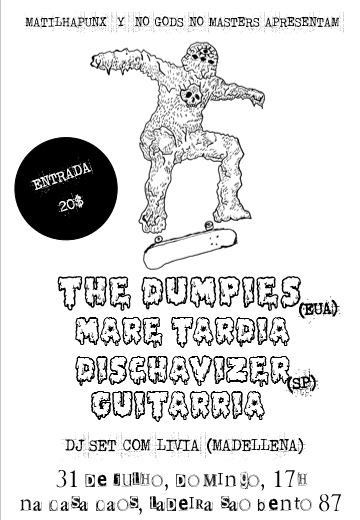 MATILHAPUNX Y NO GODS NO MASTERS APRESENTAM
ENTRADA
20$
THE DUMPIES (EUA)
MARE TARDIA
DISCHAVIZER (SP)
GUITARRIA
DJ SET COM LIVIA (MADELLENA)
31 DE JULHO, DOMINGO, 17H
na casa caos, ladeira sao bento 87